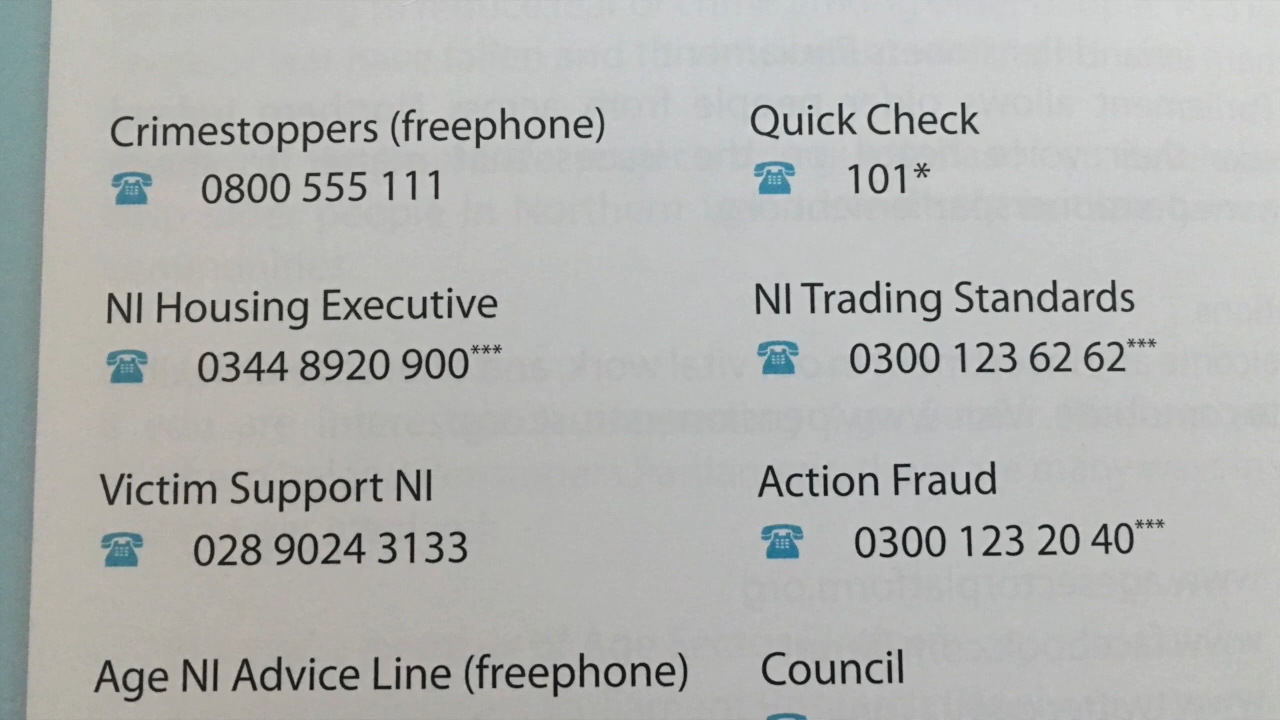 Crimestoppers (freephone)
0800 555 111
NI Housing Executive
0344 8920 900***
Victim Support NI
028 9024 3133
Age NI Advice Line (freephone)
Quick Check
101*
NI Trading Standards
0300 123 62 62***
Action Fraud
0300 123 20 40***
Council